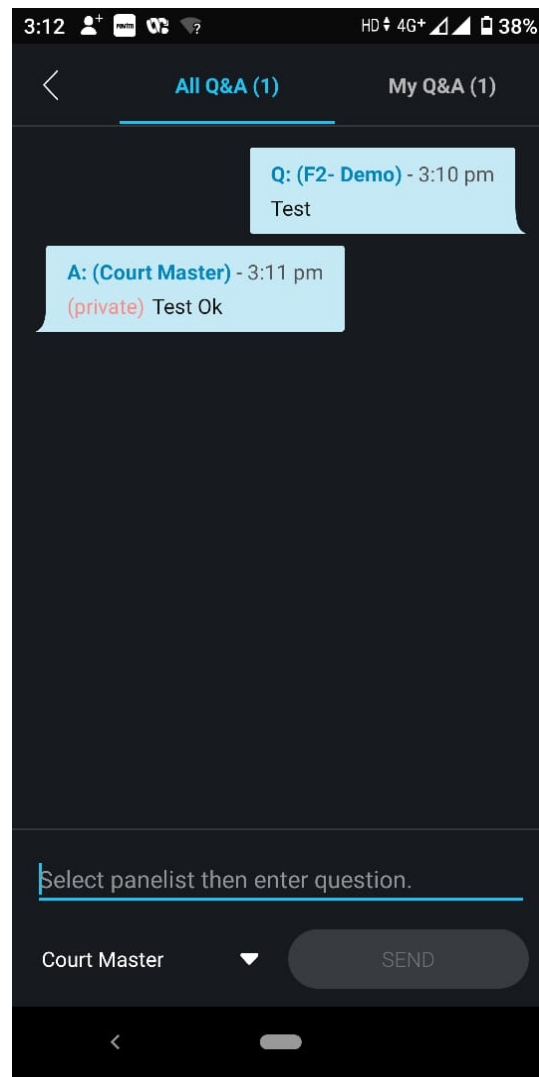 3:12 HD 4G+ 38%
All Q&A (1) My Q&A (1)
Q: (F2- Demo) - 3:10 pm
Test
A: (Court Master) - 3:11 pm
(private) Test Ok
Select panelist then enter question.
Court Master SEND